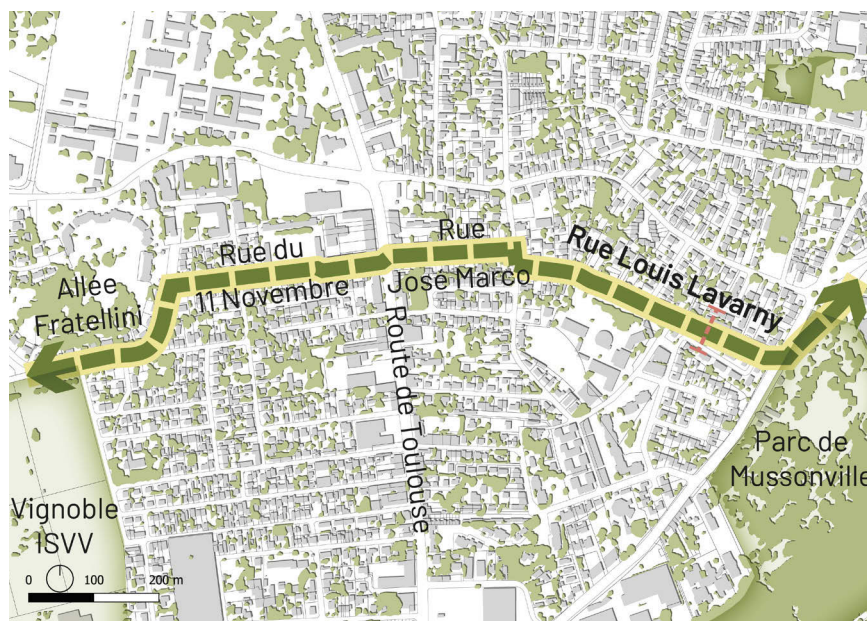 Allée
Fratellini
Rue du
11 Novembre
Rue
José Marco
Rue Louis Lavarny
Route de Toulouse
Parc de
Mussonville
Vignoble
ISVV
0 100 200 m